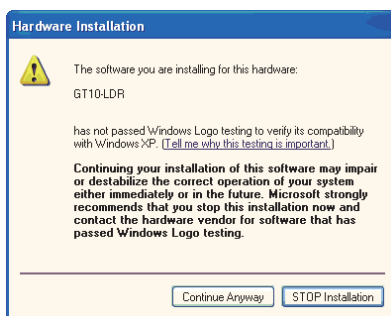 Hardware Installation
The software you are installing for this hardware:
GT10-LDR
has not passed Windows Logo testing to verify its compatibility
with Windows XP. (Tell me why this testing is important.)
Continuing your installation of this software may impair
or destabilize the correct operation of your system
either immediately or in the future. Microsoft strongly
recommends that you stop this installation now and
contact the hardware vendor for software that has
passed Windows Logo testing.
Continue Anyway STOP Installation